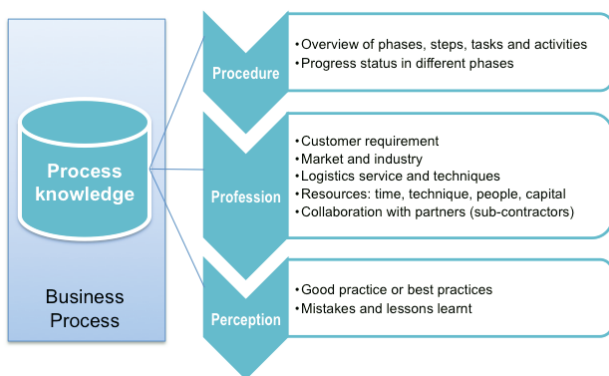 Process
knowledge
Business
Process
Procedure
•Overview of phases, steps, tasks and activities
•Progress status in different phases
Profession
•Customer requirement
•Market and industry
•Logistics service and techniques
•Resources: time, technique, people, capital
•Collaboration with partners (sub-contractors)
Perception
•Good practice or best practices
•Mistakes and lessons learnt